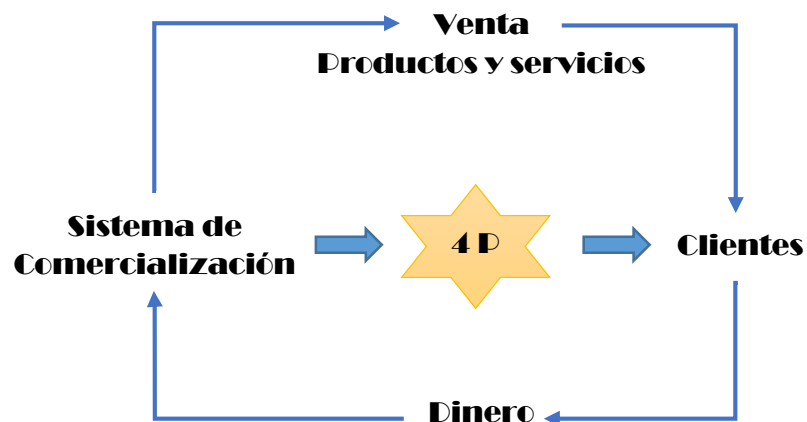 Venta
Productos y servicios
Sistema de
Comercialización
4 P
Clientes
Dinero